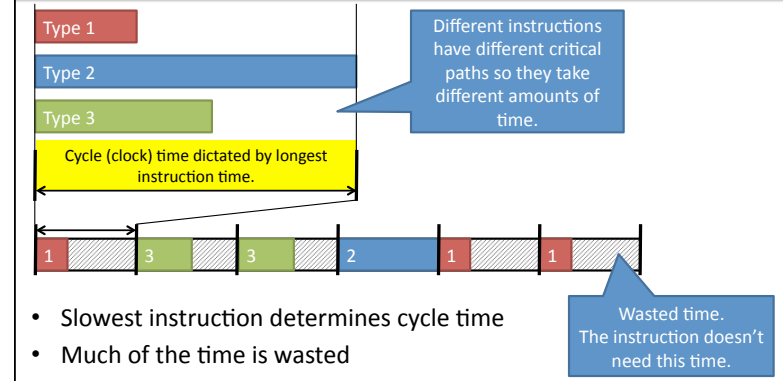 Type 1
Type 2
Type 3
Different instructions
have different critical
paths so they take
different amounts of
time.
Cycle (clock) time dictated by longest
instruction time.
1
3
3
2
1
1
• Slowest instruction determines cycle time
• Much of the time is wasted
Wasted time.
The instruction doesn't
need this time.